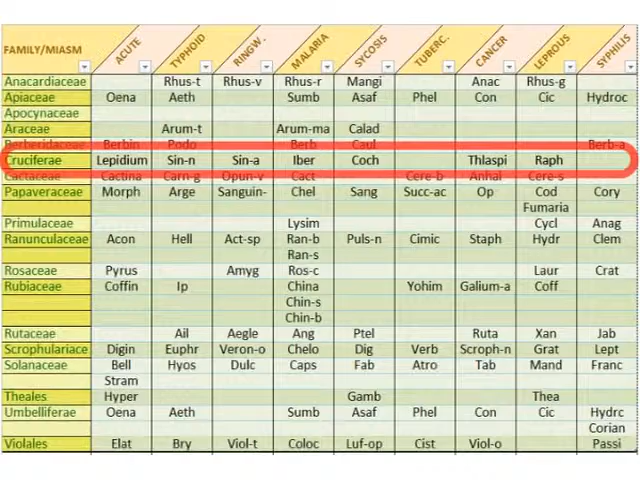 FAMILY/MIASM ACUTE TYPHOID RINGW. MALARIA SYCOSIS TUBERC. CANCER LEPROUS SYPHILIS
Anacardiaceae Rhus-t Rhus-v Rhus-r Mangi Anac Rhus-g
Apiaceae Oena Aeth Sumb Asaf Phel Con Cic Hydroc
Apocynaceae
Araceae Arum-t Arum-ma Calad
Berberidaceae Berbin Podo Berb Caul Berb-a
Cruciferae Lepidium Sin-n Sin-a Iber Coch Thlaspi Raph
Cactaceae Cactina Carn-g Opun-v Cact Cere-b Anhal Cere-s
Papaveraceae Morph Arge Sanguin- Chel Sang Succ-ac Op Cod Cory
Fumaria
Primulaceae Lysim Cycl Anag
Ranunculaceae Acon Hell Act-sp Ran-b Puls-n Cimic Staph Hydr Clem
Ran-s
Rosaceae Pyrus Amyg Ros-c Laur Crat
Rubiaceae Coffin Ip China Yohim Galium-a Coff
Chin-s
Chin-b
Rutaceae Ail Aegle Ang Ptel Ruta Xan Jab
Scrophulariace Digin Euphr Veron-o Chelo Dig Verb Scroph-n Grat Lept
Solanaceae Bell Hyos Dulc Caps Fab Atro Tab Mand Franc
Stram
Theales Hyper Gamb Thea
Umbelliferae Oena Aeth Sumb Asaf Phel Con Cic Hydrc
Corian
Violales Elat Bry Viol-t Coloc Luf-op Cist Viol-o Passi